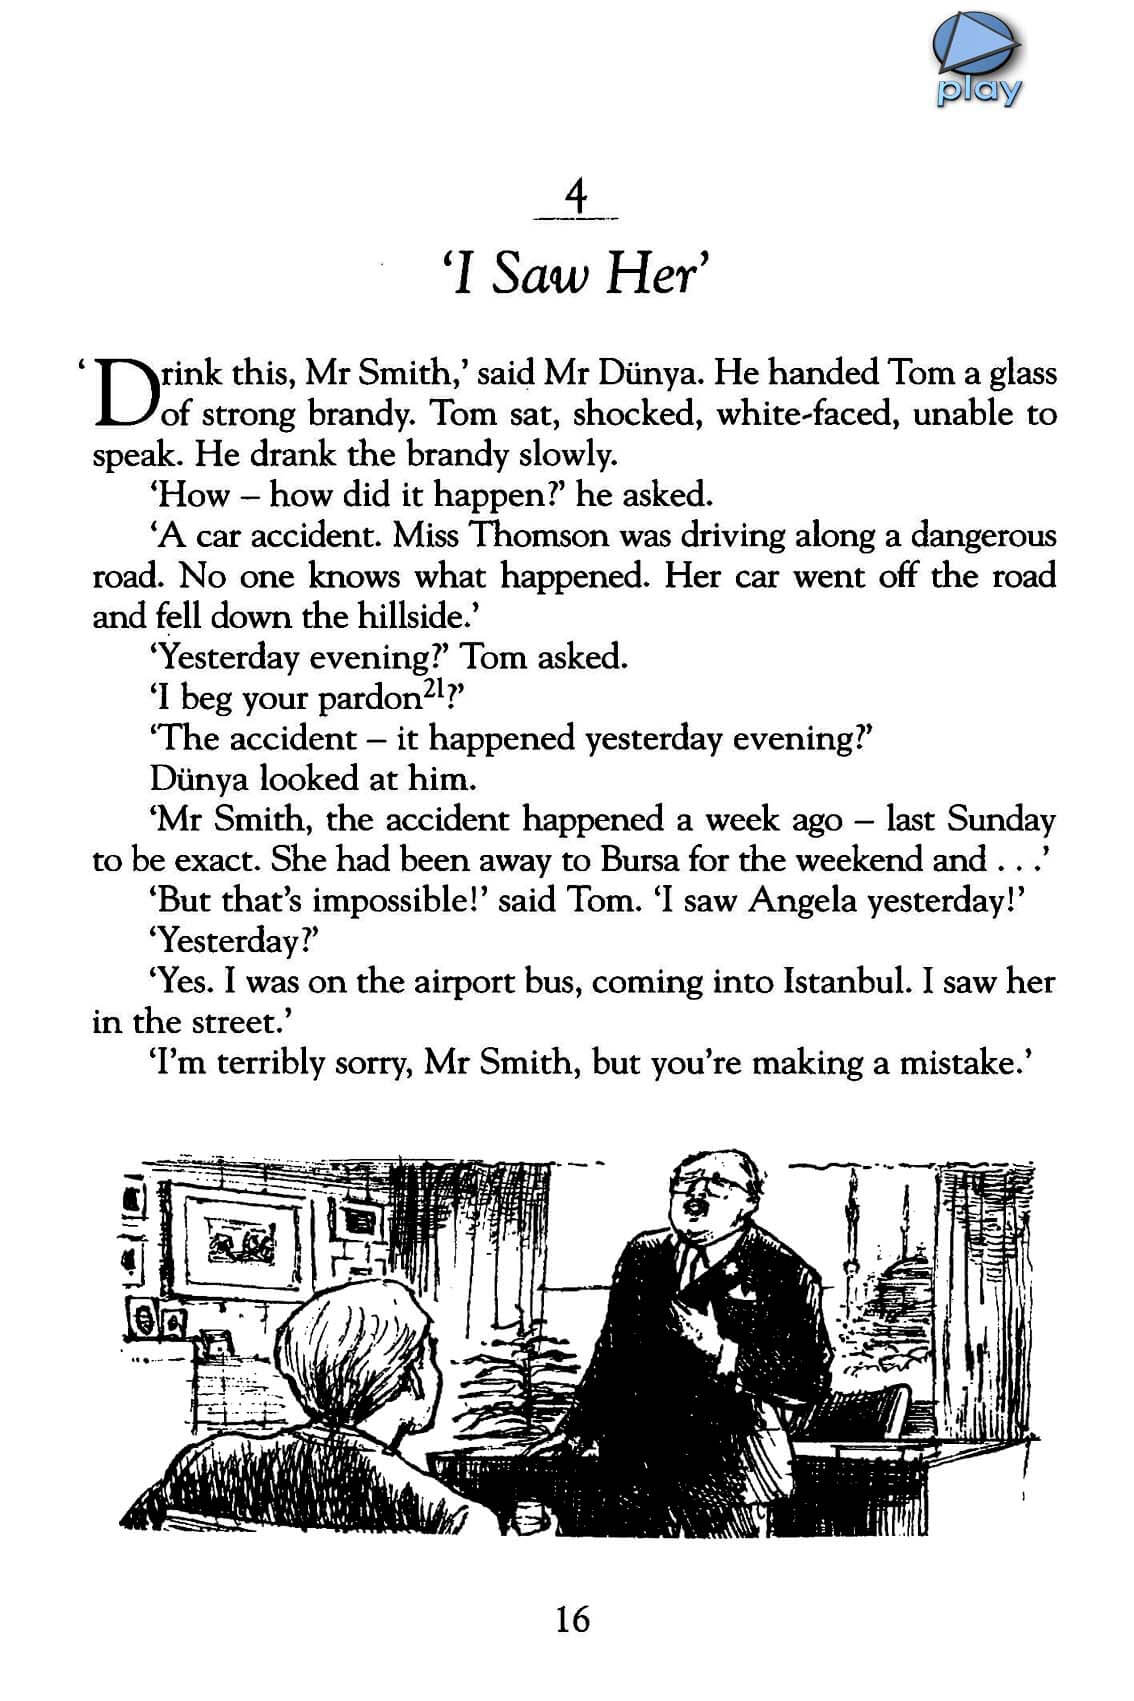 play
4
‘I Saw Her’
‘Drink this, Mr Smith,’ said Mr Dünya. He handed Tom a glass
of strong brandy. Tom sat, shocked, white-faced, unable to
speak. He drank the brandy slowly.
‘How – how did it happen?’ he asked.
‘A car accident. Miss Thomson was driving along a dangerous
road. No one knows what happened. Her car went off the road
and fell down the hillside.’
‘Yesterday evening?’ Tom asked.
‘I beg your pardon²¹?’
‘The accident – it happened yesterday evening?’
Dünya looked at him.
‘Mr Smith, the accident happened a week ago – last Sunday
to be exact. She had been away to Bursa for the weekend and . . .’
‘But that’s impossible!’ said Tom. ‘I saw Angela yesterday!’
‘Yesterday?’
‘Yes. I was on the airport bus, coming into Istanbul. I saw her
in the street.’
‘I’m terribly sorry, Mr Smith, but you’re making a mistake.’
16